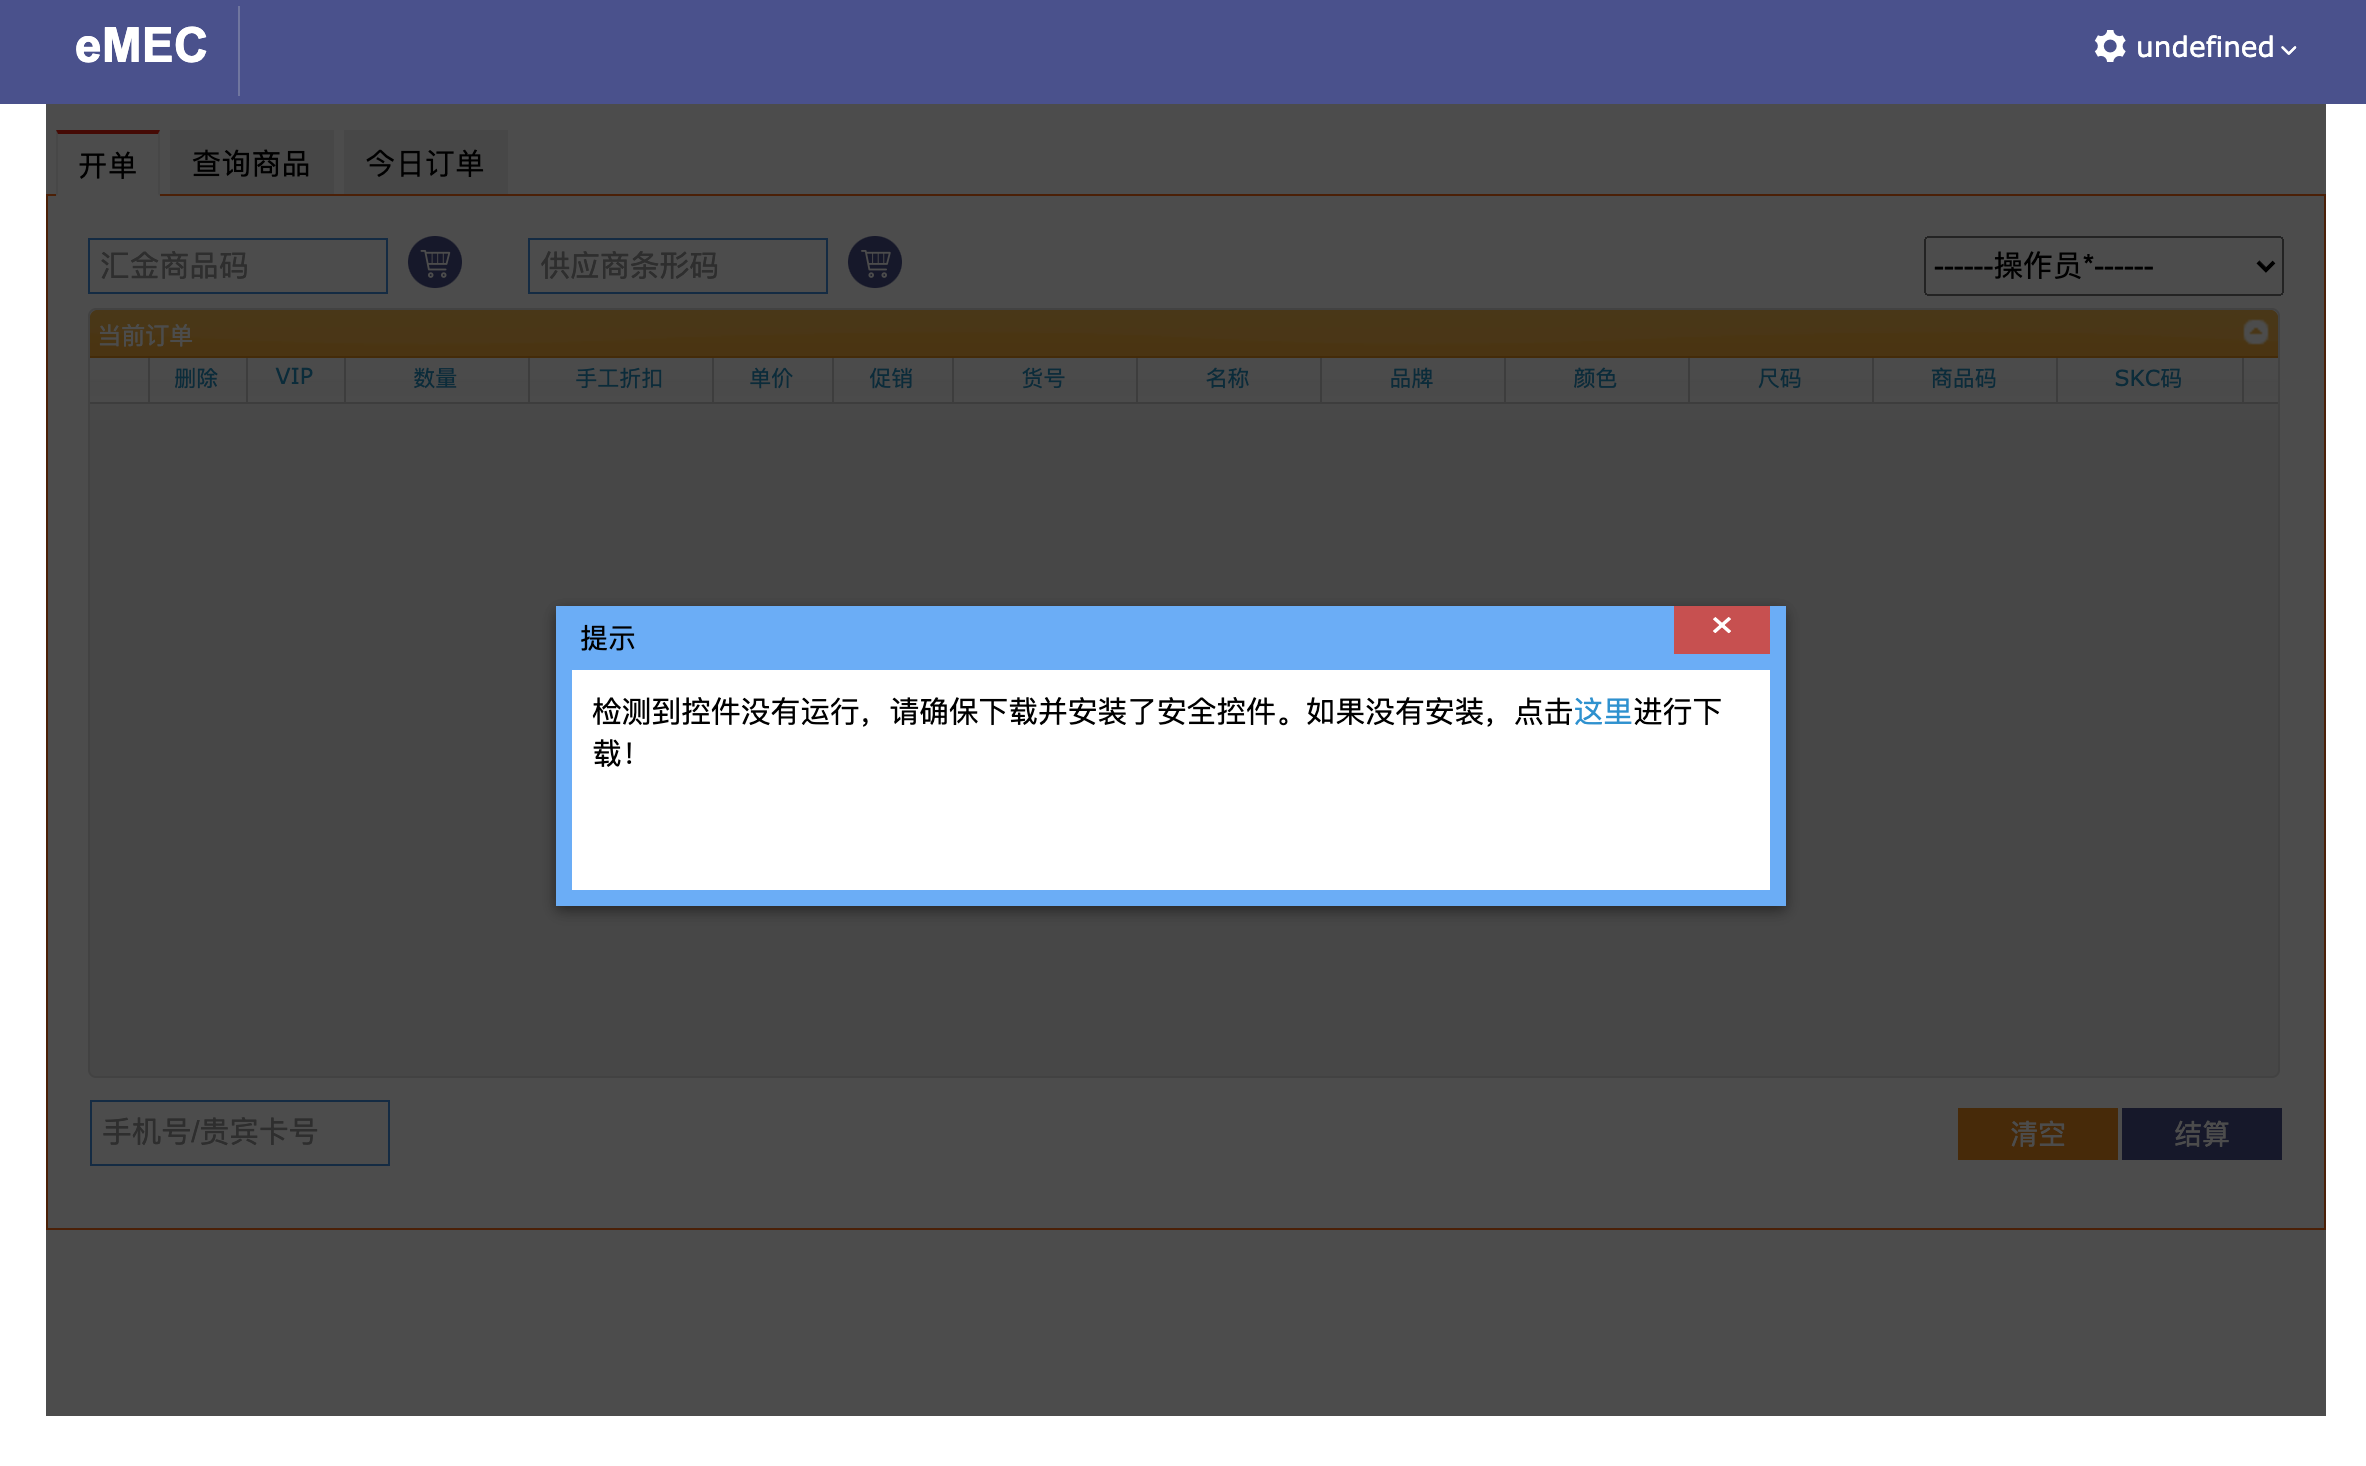 eMEC
undefined
开单 查询商品 今日订单
汇金商品码 供应商条形码 ------操作员*------
当前订单
删除 VIP 数量 手工折扣 单价 促销 货号 名称 品牌 颜色 尺码 商品码 SKC码
提示
检测到控件没有运行，请确保下载并安装了安全控件。如果没有安装，点击这里进行下
载！
手机号/贵宾卡号 清空 结算